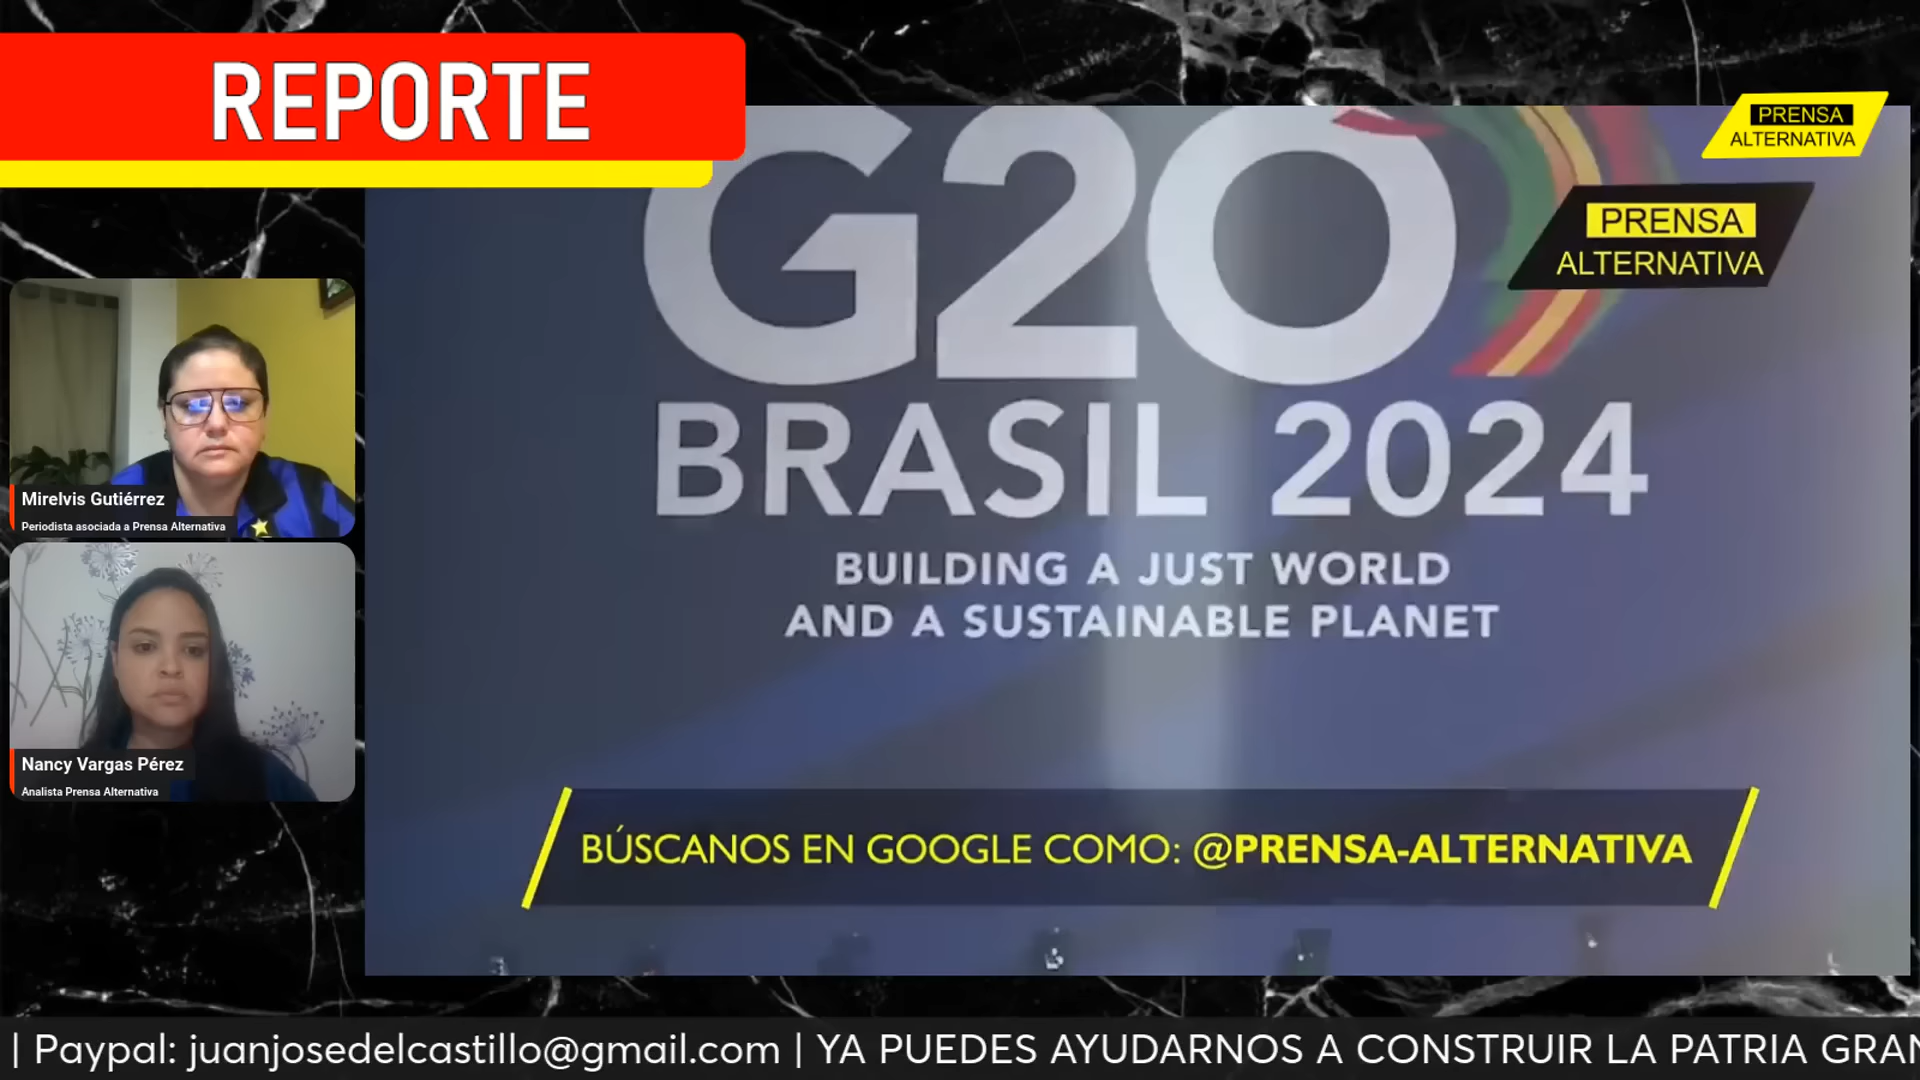 REPORTE
PRENSA
ALTERNATIVA
G20
PRENSA
ALTERNATIVA
BRASIL 2024
BUILDING A JUST WORLD
AND A SUSTAINABLE PLANET
Mirelvis Gutiérrez
Periodista asociada a Prensa Alternativa
Nancy Vargas Pérez
Analista Prensa Alternativa
BÚSCANOS EN GOOGLE COMO: @PRENSA-ALTERNATIVA
| Paypal: juanjosedelcastillo@gmail.com | YA PUEDES AYUDARNOS A CONSTRUIR LA PATRIA GRAN